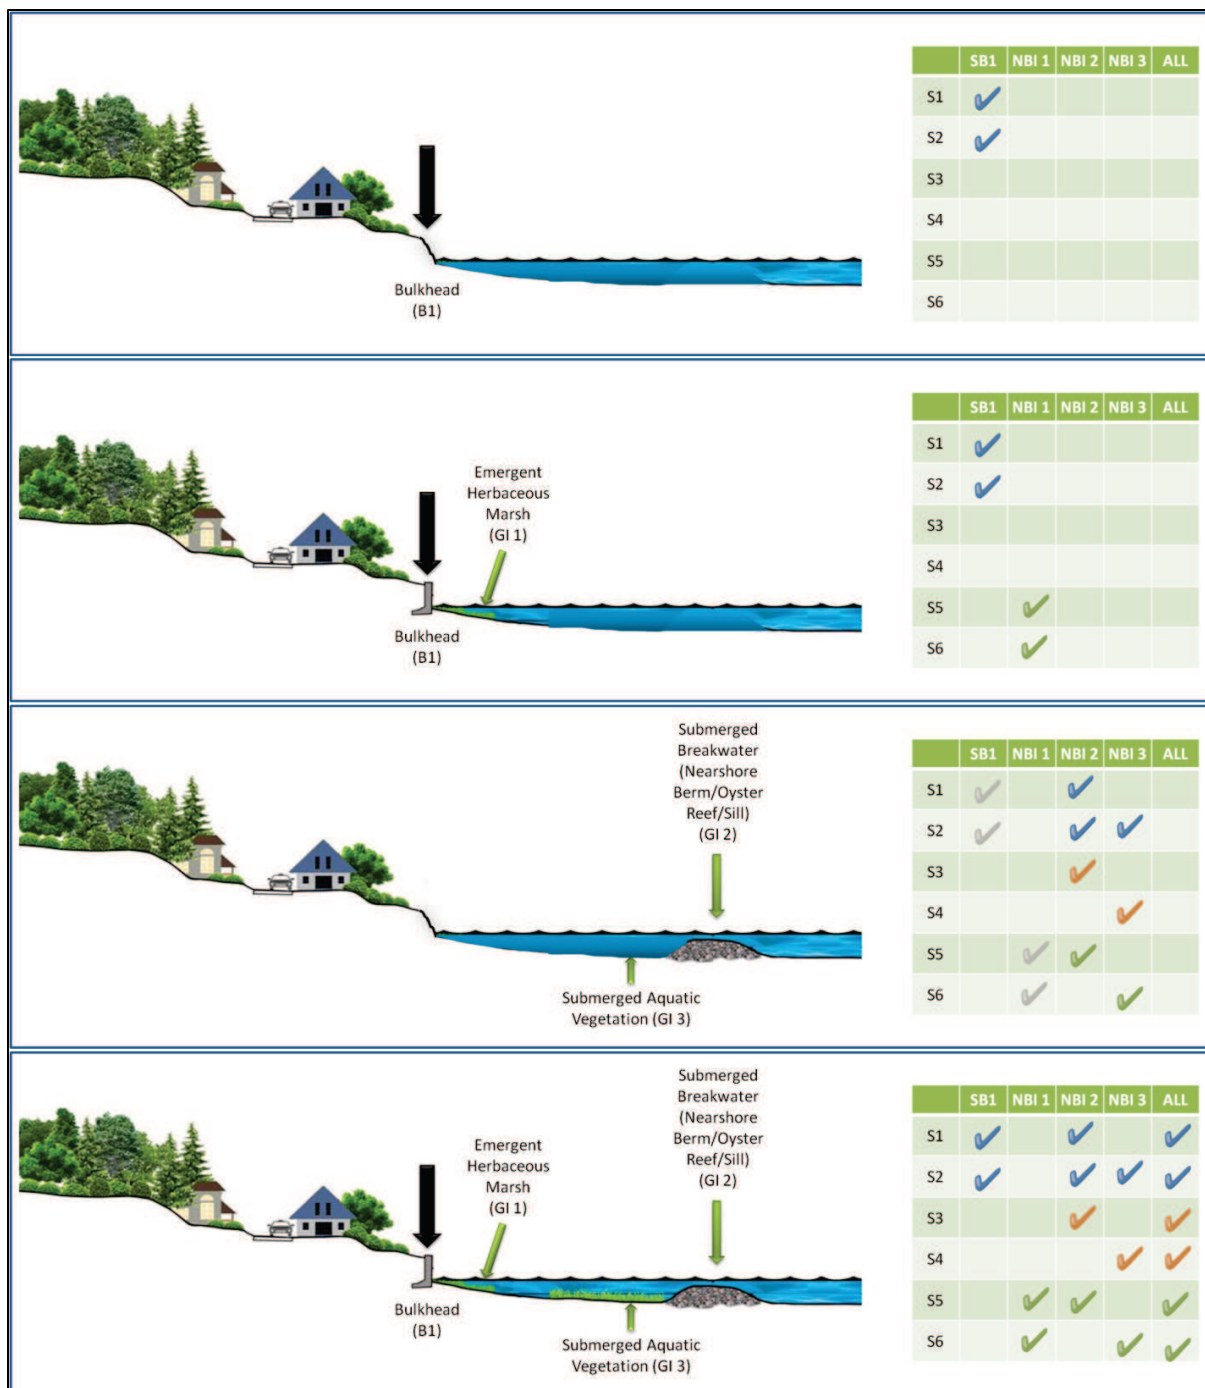 SB1 NBI 1 NBI 2 NBI 3 ALL
S1
S2
S3
S4
S5
S6
Bulkhead
(B1)
SB1 NBI 1 NBI 2 NBI 3 ALL
S1
S2
S3
S4
S5
S6
Emergent
Herbaceous
Marsh
(GI 1)
Bulkhead
(B1)
Submerged
Breakwater
(Nearshore
Berm/Oyster
Reef/Sill)
(GI 2)
SB1 NBI 1 NBI 2 NBI 3 ALL
S1
S2
S3
S4
S5
S6
Submerged Aquatic
Vegetation (GI 3)
Submerged
Breakwater
(Nearshore
Berm/Oyster
Reef/Sill)
(GI 2)
SB1 NBI 1 NBI 2 NBI 3 ALL
S1
S2
S3
S4
S5
S6
Emergent
Herbaceous
Marsh
(GI 1)
Bulkhead
(B1)
Submerged Aquatic
Vegetation (GI 3)